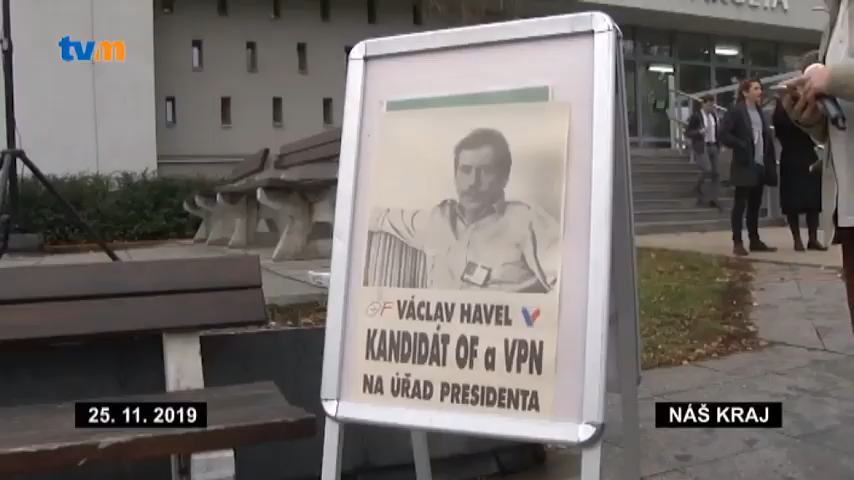 tvm
OF VÁCLAV HAVEL
KANDIDÁT OF a VPN
NA ÚŘAD PRESIDENTA
25. 11. 2019
NÁŠ KRAJ